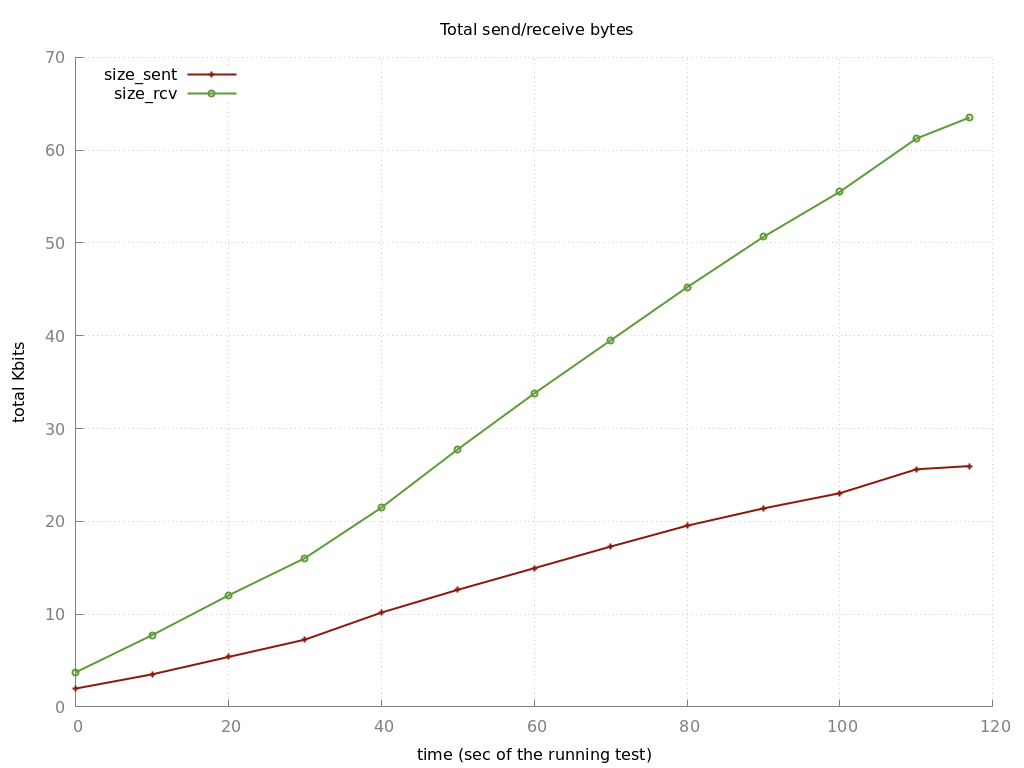 Total send/receive bytes
size_sent
size_rcv
70
60
50
40
30
20
10
0
total Kbits
0 20 40 60 80 100 120
time (sec of the running test)